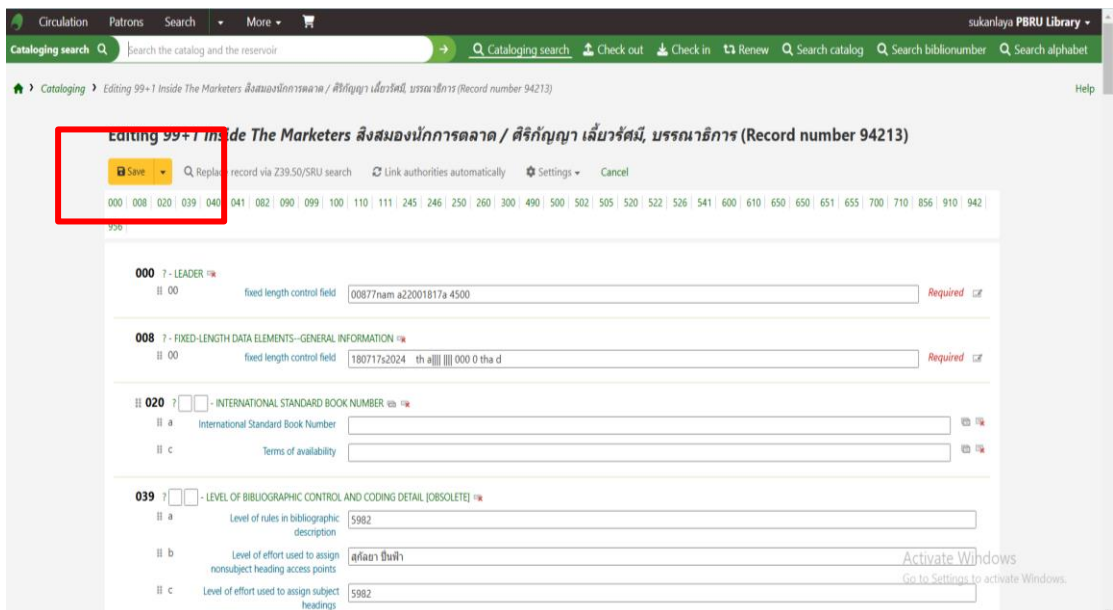 Circulation Patrons Search More sukanlaya PBRU Library
Cataloging search Search the catalog and the reservoir Cataloging search Check out Check in Renew Search catalog Search biblionumber Search alphabet
Cataloging Editing 99+1 Inside The Marketers สิงสมองนักการตลาด / ศิริกัญญา เลี้ยวรัศมี, บรรณาธิการ (Record number 94213) Help
Editing 99+1 Inside The Marketers สิงสมองนักการตลาด / ศิริกัญญา เลี้ยวรัศมี, บรรณาธิการ (Record number 94213)
Save Replace record via Z39.50/SRU search Link authorities automatically Settings Cancel
000 008 020 039 040 041 082 090 099 100 110 111 245 246 250 260 300 490 500 502 505 520 522 526 541 600 610 650 650 651 655 700 710 856 910 942
956
000 ? - LEADER
00 fixed length control field 00877nam a22001817a 4500 Required
008 ? - FIXED-LENGTH DATA ELEMENTS--GENERAL INFORMATION
00 fixed length control field 180717s2024 th a|||| |||| 000 0 tha d Required
020 ? - INTERNATIONAL STANDARD BOOK NUMBER
a International Standard Book Number
c Terms of availability
039 ? - LEVEL OF BIBLIOGRAPHIC CONTROL AND CODING DETAIL [OBSOLETE]
a Level of rules in bibliographic
description 5982
b Level of effort used to assign
nonsubject heading access points สุกัลยา ปิ่นฟ้า
c Level of effort used to assign subject
headings 5982
Activate Windows
Go to Settings to activate Windows.